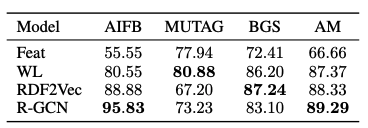 Model AIFB MUTAG BGS AM
Feat 55.55 77.94 72.41 66.66
WL 80.55 80.88 86.20 87.37
RDF2Vec 88.88 67.20 87.24 88.33
R-GCN 95.83 73.23 83.10 89.29